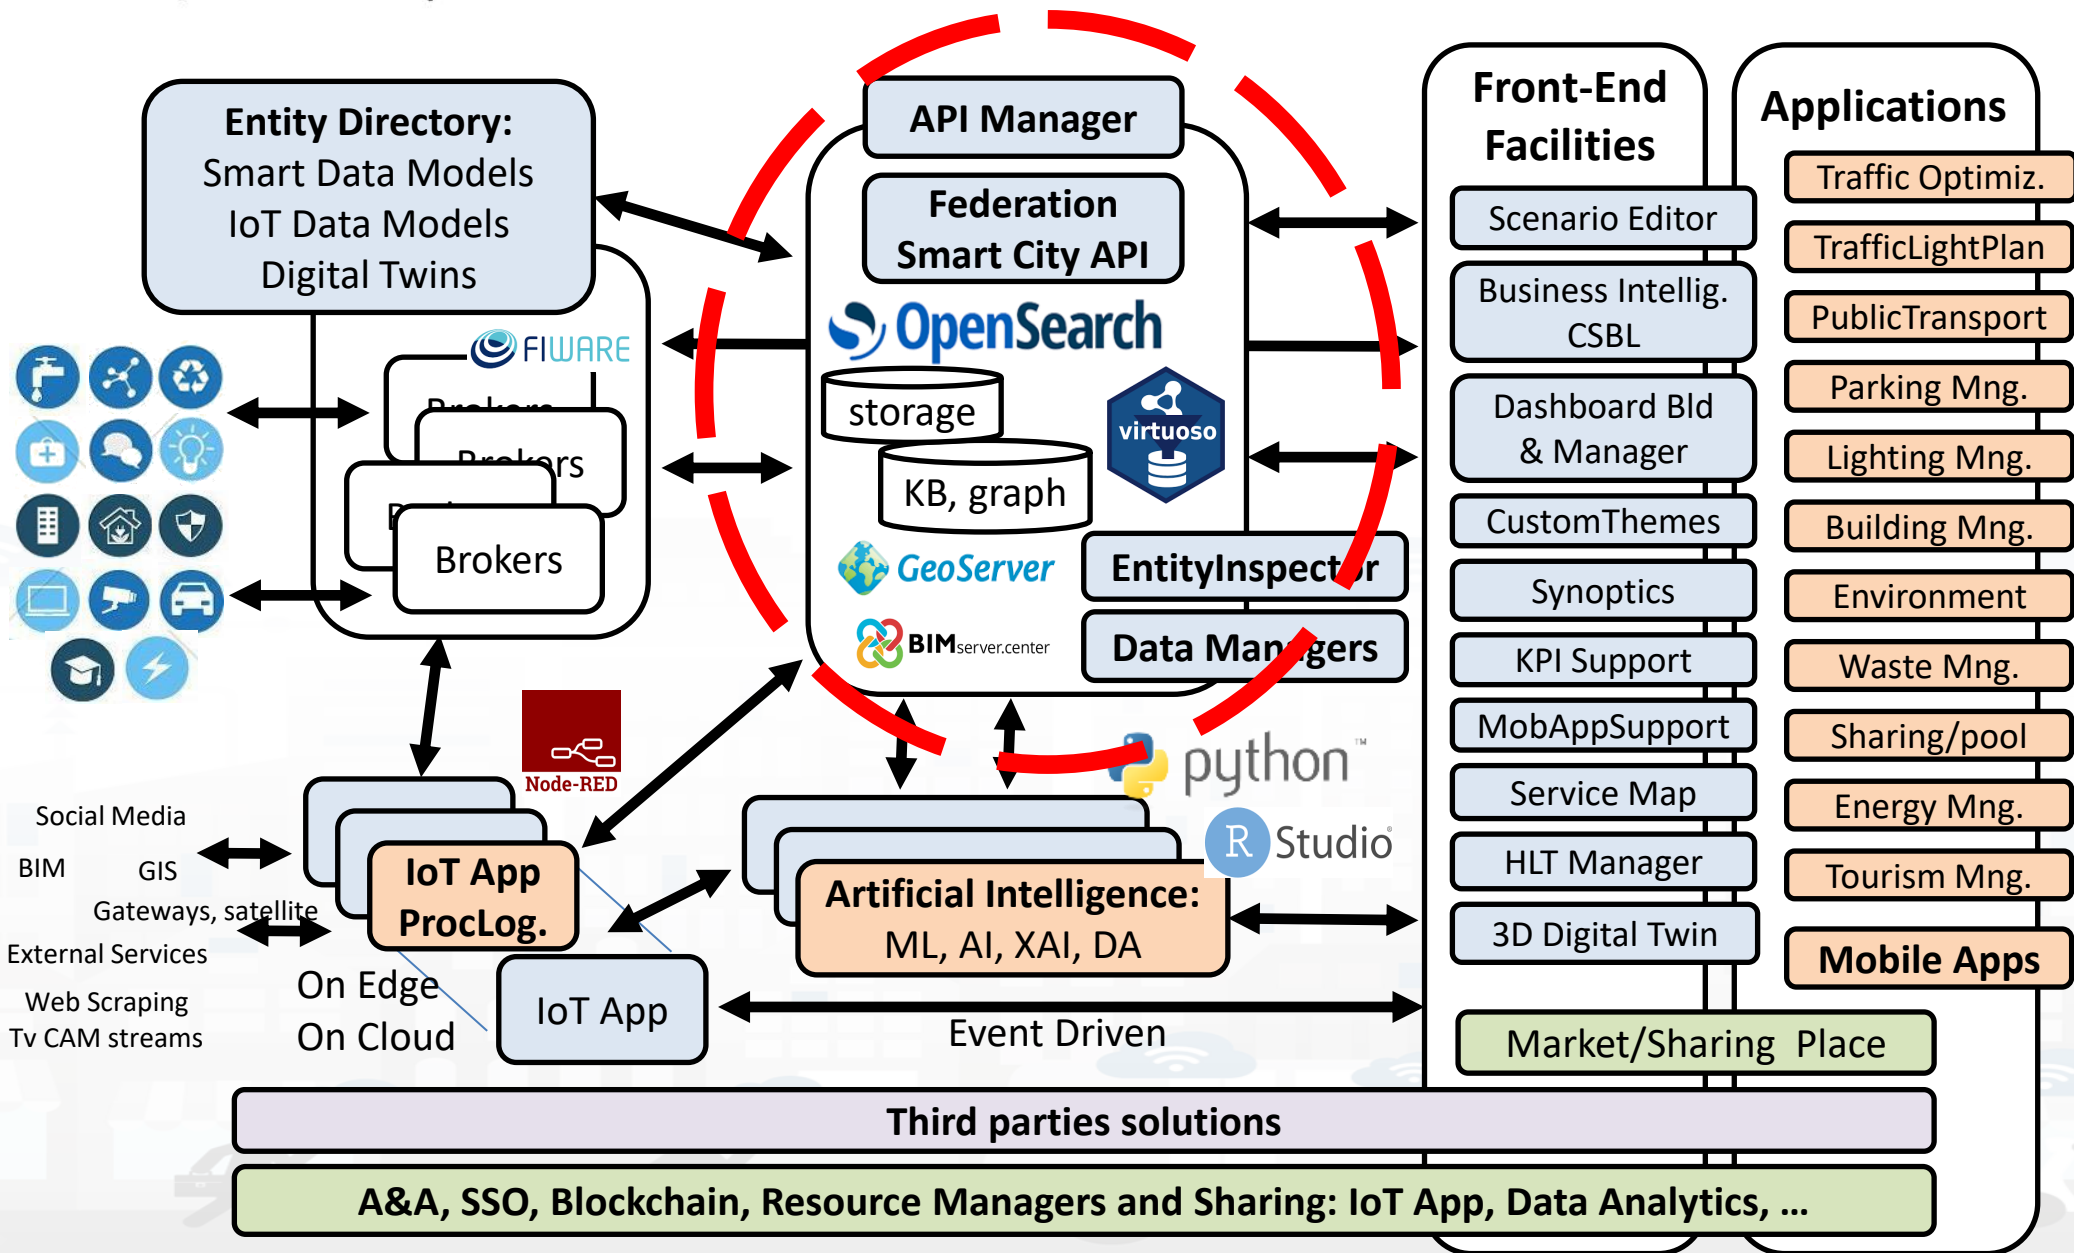 Entity Directory:
Smart Data Models
IoT Data Models
Digital Twins
FIWARE
Brokers
Brokers
Brokers
API Manager
Federation
Smart City API
OpenSearch
storage
virtuoso
KB, graph
GeoServer
EntityInspector
BIMserver.center
Data Managers
Node-RED
python™
R Studio®
Social Media
BIM
GIS
Gateways, satellite
External Services
Web Scraping
Tv CAM streams
IoT App
ProcLog.
On Edge
On Cloud
IoT App
Artificial Intelligence:
ML, AI, XAI, DA
Event Driven
Front-End
Facilities
Scenario Editor
Business Intellig.
CSBL
Dashboard Bld
& Manager
CustomThemes
Synoptics
KPI Support
MobAppSupport
Service Map
HLT Manager
3D Digital Twin
Applications
Traffic Optimiz.
TrafficLightPlan
PublicTransport
Parking Mng.
Lighting Mng.
Building Mng.
Environment
Waste Mng.
Sharing/pool
Energy Mng.
Tourism Mng.
Mobile Apps
Market/Sharing Place
Third parties solutions
A&A, SSO, Blockchain, Resource Managers and Sharing: IoT App, Data Analytics, ...